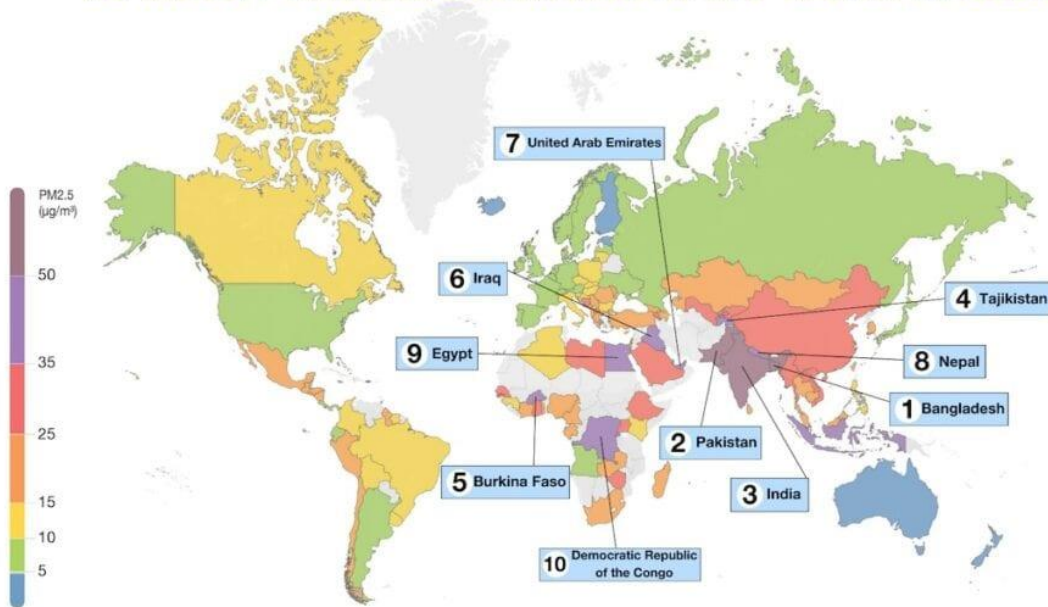 7 United Arab Emirates
PM2.5
(µg/m³)
50
35
25
15
10
5
6 Iraq
4 Tajikistan
9 Egypt
8 Nepal
1 Bangladesh
2 Pakistan
5 Burkina Faso
3 India
10 Democratic Republic
of the Congo